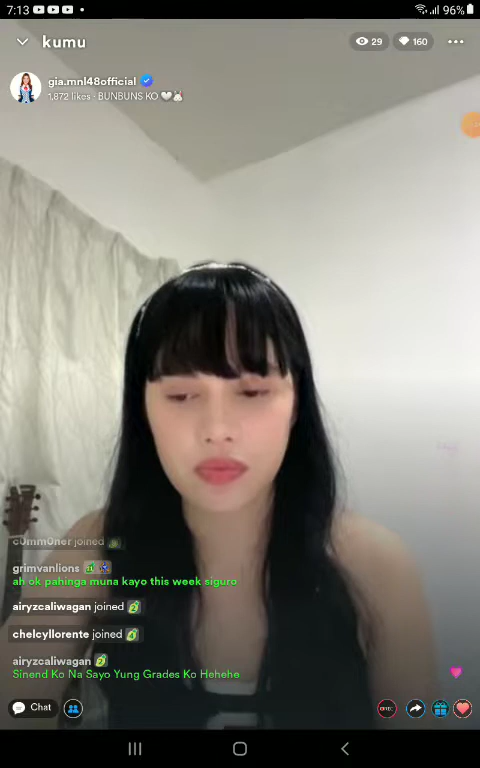 7:13
96%
kumu
29
160
gia.mnl48official
1,872 likes · BUNBUNS KO
c0mm0ner joined
grimvanlions
ah ok pahinga muna kayo this week siguro
airyzcaliwagan joined
chelcyllorente joined
airyzcaliwagan
Sinend Ko Na Sayo Yung Grades Ko Hehehe
Chat